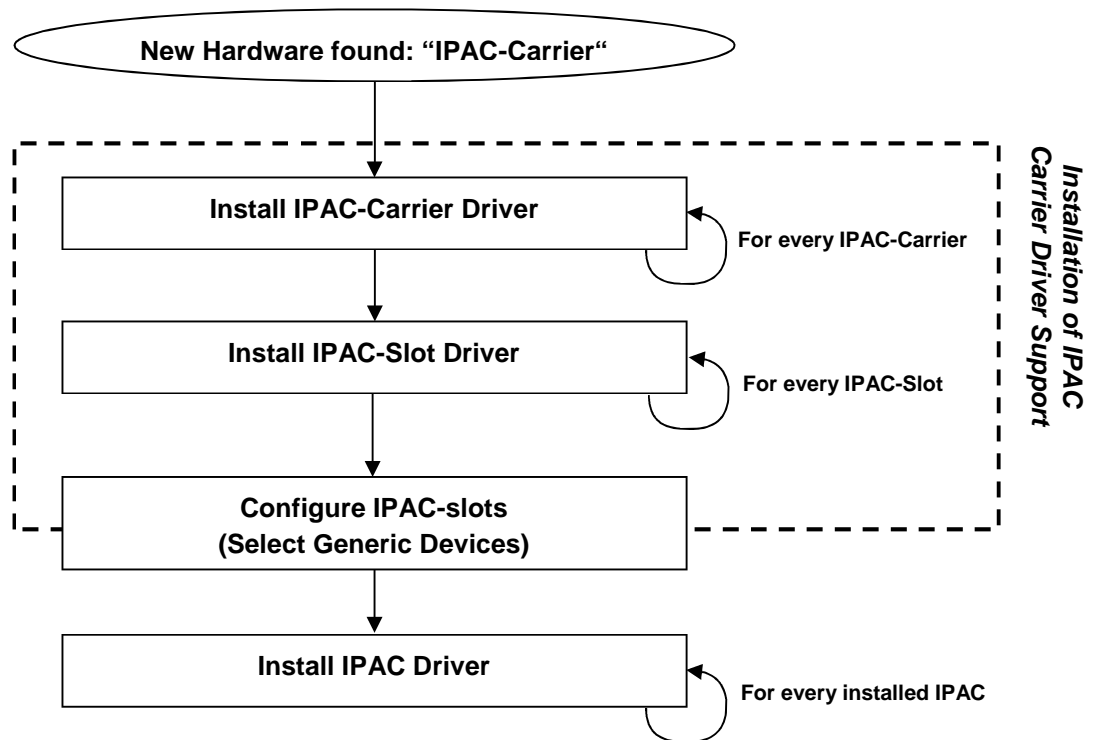 New Hardware found: “IPAC-Carrier“
Install IPAC-Carrier Driver
For every IPAC-Carrier
Install IPAC-Slot Driver
For every IPAC-Slot
Configure IPAC-slots
(Select Generic Devices)
Install IPAC Driver
For every installed IPAC
Installation of IPAC
Carrier Driver Support